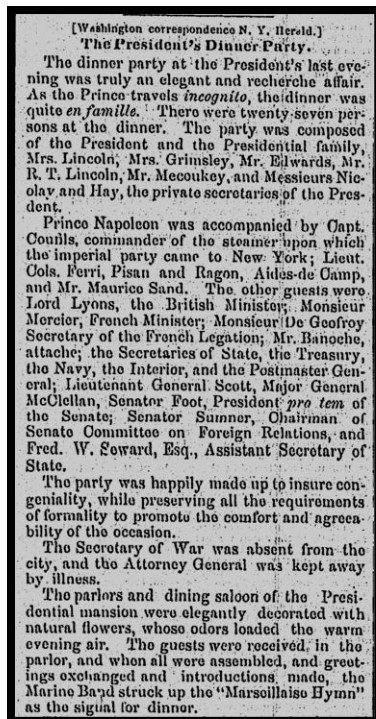 [Washington correspondence N. Y. Herald.]
The President's Dinner Party.
The dinner party at the President's last eve-
ning was truly an elegant and recherche affair.
As the Prince travels incognito, the dinner was
quite en famille. There were twenty-seven per-
sons at the dinner. The party was composed
of the President and the Presidential family,
Mrs. Lincoln, Mrs. Grimsley, Mr. Edwards, Mr.
R. T. Lincoln, Mr. Mecoukey, and Messieurs Nic-
olay and Hay, the private secretaries of the Pres-
dent.
Prince Napoleon was accompanied by Capt.
commander of the steamer upon which
the imperial party came to New York; Lieut.
Cols. Ferri, Pisan and Ragon, Aides-de Camp,
and Mr. Maurice Sand. The other guests were
Lord Lyons, the British Minister; Monsieur
Mercier, French Minister; Monsieur De Geofroy
Secretary of the French Legation; Mr. Banoche,
attache; the Secretaries of State, the Treasury,
the Navy, the Interior, and the Postmaster Gen-
eral; Lieutenant General Scott, Major General
McClellan, Senator Foot, President pro tem of
the Senate; Senator Sumner, Chairman of
Senate Committee on Foreign Relations, and
Fred. W. Seward, Esq., Assistant Secretary of
State.
The party was happily made up to insure con-
geniality, while preserving all the requirements
of formality to promote the comfort and agreea-
bility of the occasion.
The Secretary of War was absent from the
city, and the Attorney General was kept away
by illness.
The parlors and dining saloon of the Presi-
dential mansion were elegantly decorated with
natural flowers, whose odors loaded the warm
evening air. The guests were received in the
parlor, and when all were assembled, and greet-
ings exchanged and introductions made, the
Marine Band struck up the "Marseillaise Hymn"
as the signal for dinner.